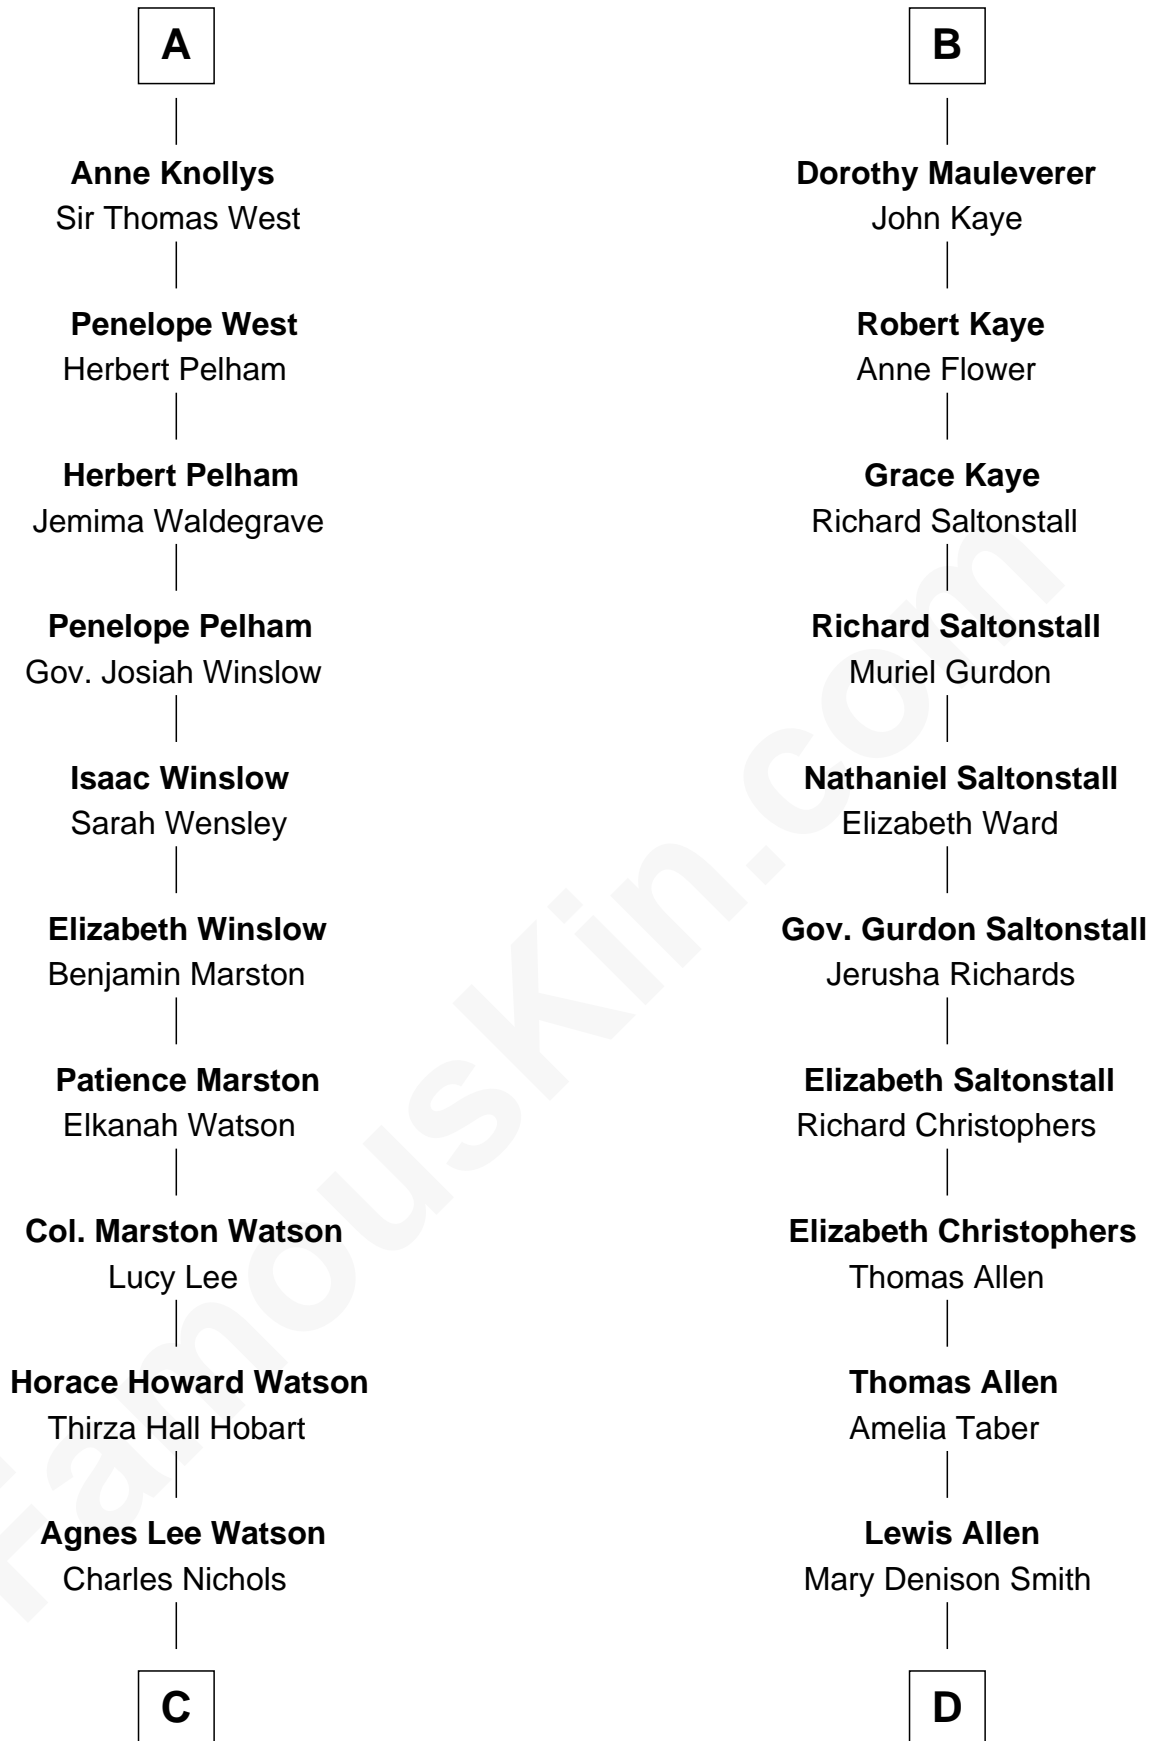 A
Anne Knollys
Sir Thomas West
Penelope West
Herbert Pelham
Herbert Pelham
Jemima Waldegrave
Penelope Pelham
Gov. Josiah Winslow
Isaac Winslow
Sarah Wensley
Elizabeth Winslow
Benjamin Marston
Patience Marston
Elkanah Watson
Col. Marston Watson
Lucy Lee
Horace Howard Watson
Thirza Hall Hobart
Agnes Lee Watson
Charles Nichols
C
B
Dorothy Mauleverer
John Kaye
Robert Kaye
Anne Flower
Grace Kaye
Richard Saltonstall
Richard Saltonstall
Muriel Gurdon
Nathaniel Saltonstall
Elizabeth Ward
Gov. Gurdon Saltonstall
Jerusha Richards
Elizabeth Saltonstall
Richard Christophers
Elizabeth Christophers
Thomas Allen
Thomas Allen
Amelia Taber
Lewis Allen
Mary Denison Smith
D
FamousKin.com